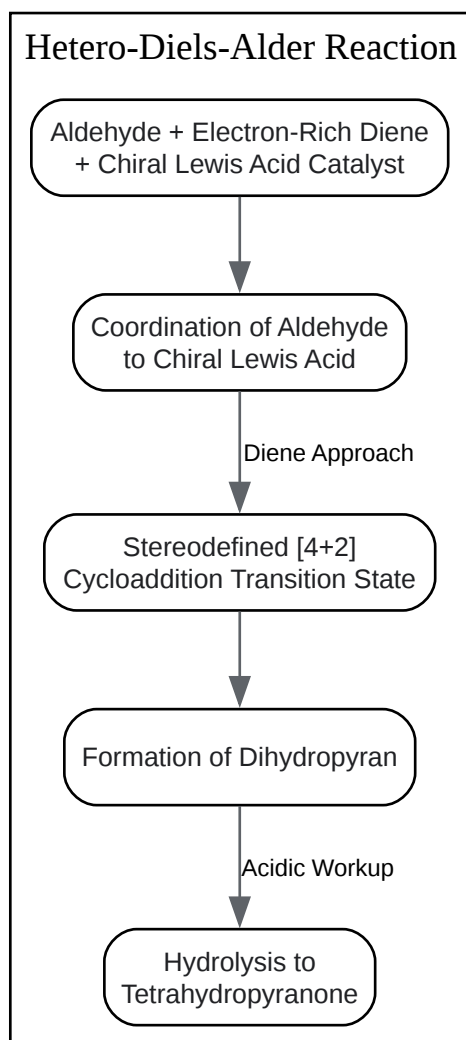 Hetero-Diels-Alder Reaction
Aldehyde + Electron-Rich Diene
+ Chiral Lewis Acid Catalyst
Coordination of Aldehyde
to Chiral Lewis Acid
Diene Approach
Stereodefined [4+2]
Cycloaddition Transition State
Formation of Dihydropyran
Acidic Workup
Hydrolysis to
Tetrahydropyranone